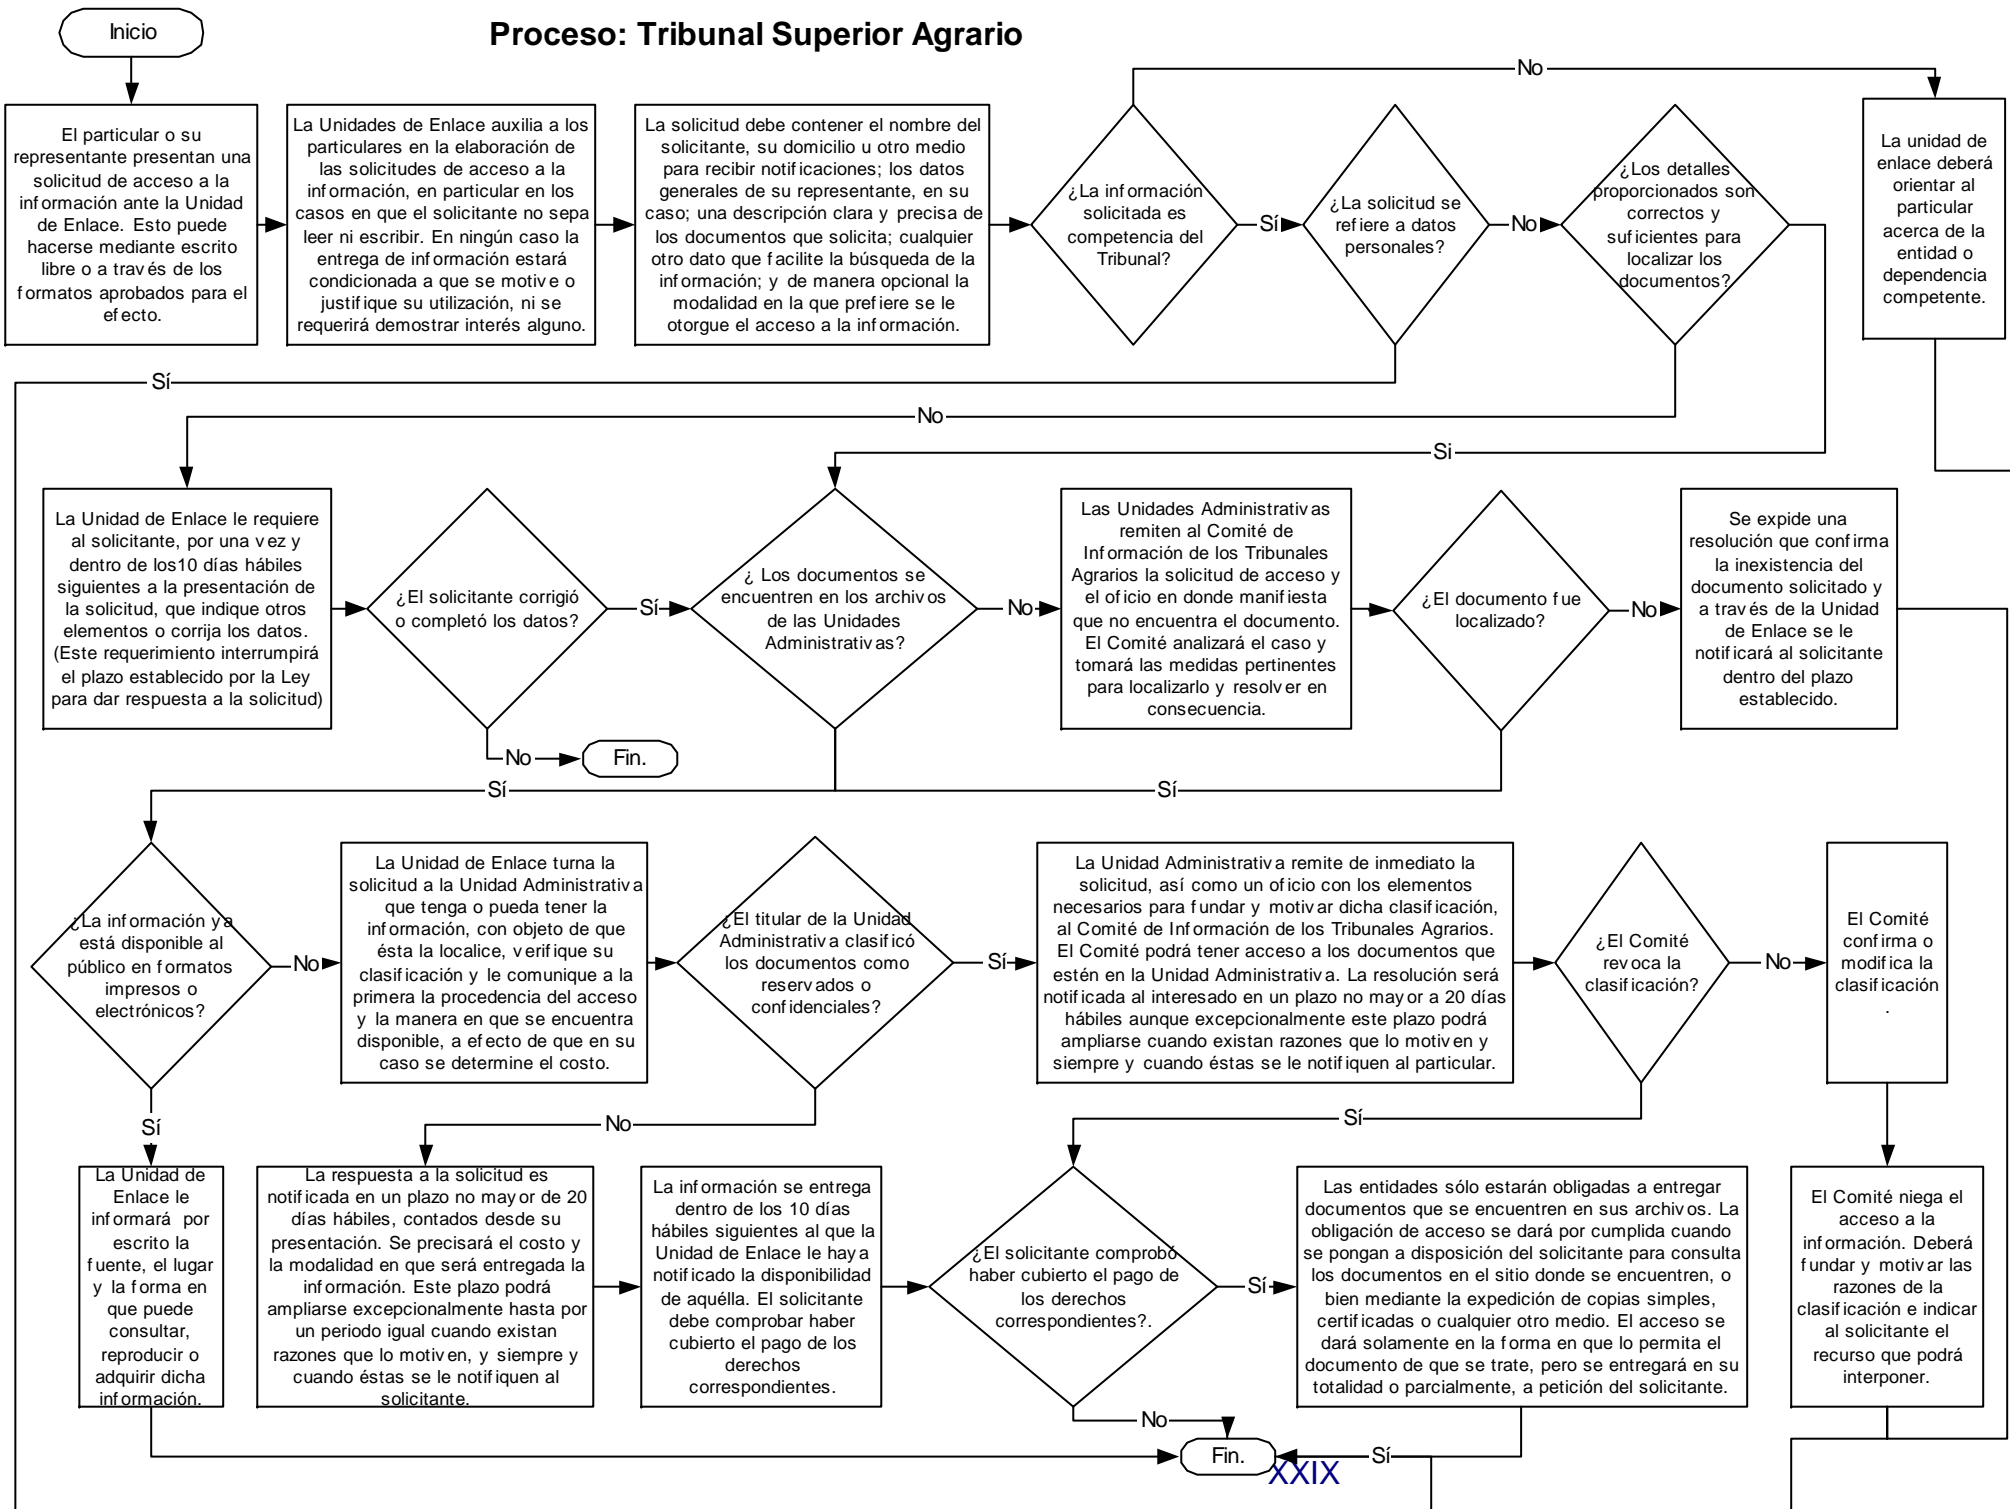 Proceso: Tribunal Superior Agrario
Inicio
El particular o su
representante presentan una
solicitud de acceso a la
información ante la Unidad
de Enlace. Esto puede
hacerse mediante escrito
libre o a través de los
formatos aprobados para el
efecto.
La Unidades de Enlace auxilia a los
particulares en la elaboración de
las solicitudes de acceso a la
información, en particular en los
casos en que el solicitante no sepa
leer ni escribir. En ningún caso la
entrega de información estará
condicionada a que se motive o
justifique su utilización, ni se
requerirá demostrar interés alguno.
La solicitud debe contener el nombre del
solicitante, su domicilio u otro medio
para recibir notificaciones; los datos
generales de su representante, en su
caso; una descripción clara y precisa de
los documentos que solicita; cualquier
otro dato que facilite la búsqueda de la
información; y de manera opcional la
modalidad en la que prefiere se le
otorgue el acceso a la información.
¿La información
solicitada es
competencia del
Tribunal?
No
Sí
¿La solicitud se
refiere a datos
personales?
No
¿Los detalles
proporcionados son
correctos y
suficientes para
localizar los
documentos?
La unidad de
enlace deberá
orientar al
particular
acerca de la
entidad o
dependencia
competente.
Sí
No
Si
La Unidad de Enlace le requiere
al solicitante, por una vez y
dentro de los10 días hábiles
siguientes a la presentación de
la solicitud, que indique otros
elementos o corrija los datos.
(Este requerimiento interrumpirá
el plazo establecido por la Ley
para dar respuesta a la solicitud)
¿El solicitante corrigió
o completó los datos?
Sí
No
Fin.
¿ Los documentos se
encuentren en los archivos
de las Unidades
Administrativas?
No
Las Unidades Administrativas
remiten al Comité de
Información de los Tribunales
Agrarios la solicitud de acceso y
el oficio en donde manifiesta
que no encuentra el documento.
El Comité analizará el caso y
tomará las medidas pertinentes
para localizarlo y resolver en
consecuencia.
¿El documento fue
localizado?
No
Se expide una
resolución que confirma
la inexistencia del
documento solicitado y
a través de la Unidad
de Enlace se le
notificará al solicitante
dentro del plazo
establecido.
Sí
Sí
¿La información ya
está disponible al
público en formatos
impresos o
electrónicos?
No
La Unidad de Enlace turna la
solicitud a la Unidad Administrativa
que tenga o pueda tener la
información, con objeto de que
ésta la localice, verifique su
clasificación y le comunique a la
primera la procedencia del acceso
y la manera en que se encuentra
disponible, a efecto de que en su
caso se determine el costo.
¿El titular de la Unidad
Administrativa clasificó
los documentos como
reservados o
confidenciales?
Sí
La Unidad Administrativa remite de inmediato la
solicitud, así como un oficio con los elementos
necesarios para fundar y motivar dicha clasificación,
al Comité de Información de los Tribunales Agrarios.
El Comité podrá tener acceso a los documentos que
estén en la Unidad Administrativa. La resolución será
notificada al interesado en un plazo no mayor a 20 días
hábiles aunque excepcionalmente este plazo podrá
ampliarse cuando existan razones que lo motiven y
siempre y cuando éstas se le notifiquen al particular.
¿El Comité
revoca la
clasificación?
No
El Comité
confirma o
modifica la
clasificación
.
Sí
No
Sí
La Unidad de
Enlace le
informará por
escrito la
fuente, el lugar
y la forma en
que puede
consultar,
reproducir o
adquirir dicha
información.
La respuesta a la solicitud es
notificada en un plazo no mayor de 20
días hábiles, contados desde su
presentación. Se precisará el costo y
la modalidad en que será entregada la
información. Este plazo podrá
ampliarse excepcionalmente hasta por
un periodo igual cuando existan
razones que lo motiven, y siempre y
cuando éstas se le notifiquen al
solicitante.
La información se entrega
dentro de los 10 días
hábiles siguientes al que la
Unidad de Enlace le haya
notificado la disponibilidad
de aquélla. El solicitante
debe comprobar haber
cubierto el pago de los
derechos
correspondientes.
¿El solicitante comprobó
haber cubierto el pago de
los derechos
correspondientes?.
Sí
Las entidades sólo estarán obligadas a entregar
documentos que se encuentren en sus archivos. La
obligación de acceso se dará por cumplida cuando
se pongan a disposición del solicitante para consulta
los documentos en el sitio donde se encuentren, o
bien mediante la expedición de copias simples,
certificadas o cualquier otro medio. El acceso se
dará solamente en la forma en que lo permita el
documento de que se trate, pero se entregará en su
totalidad o parcialmente, a petición del solicitante.
El Comité niega el
acceso a la
información. Deberá
fundar y motivar las
razones de la
clasificación e indicar
al solicitante el
recurso que podrá
interponer.
No
Fin.
Sí
XXIX